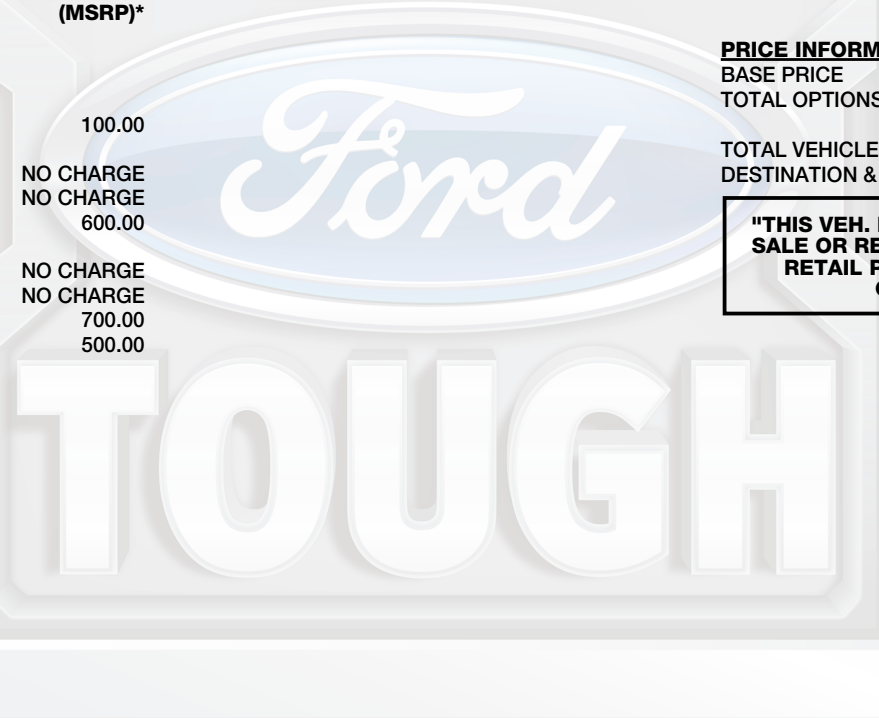 (MSRP)*
100.00
NO CHARGE
NO CHARGE
600.00
NO CHARGE
NO CHARGE
700.00
500.00
PRICE INFORM
BASE PRICE
TOTAL OPTIONS
TOTAL VEHICLE
DESTINATION &
"THIS VEH.
SALE OR RE
RETAIL P
Ford
TOUGH